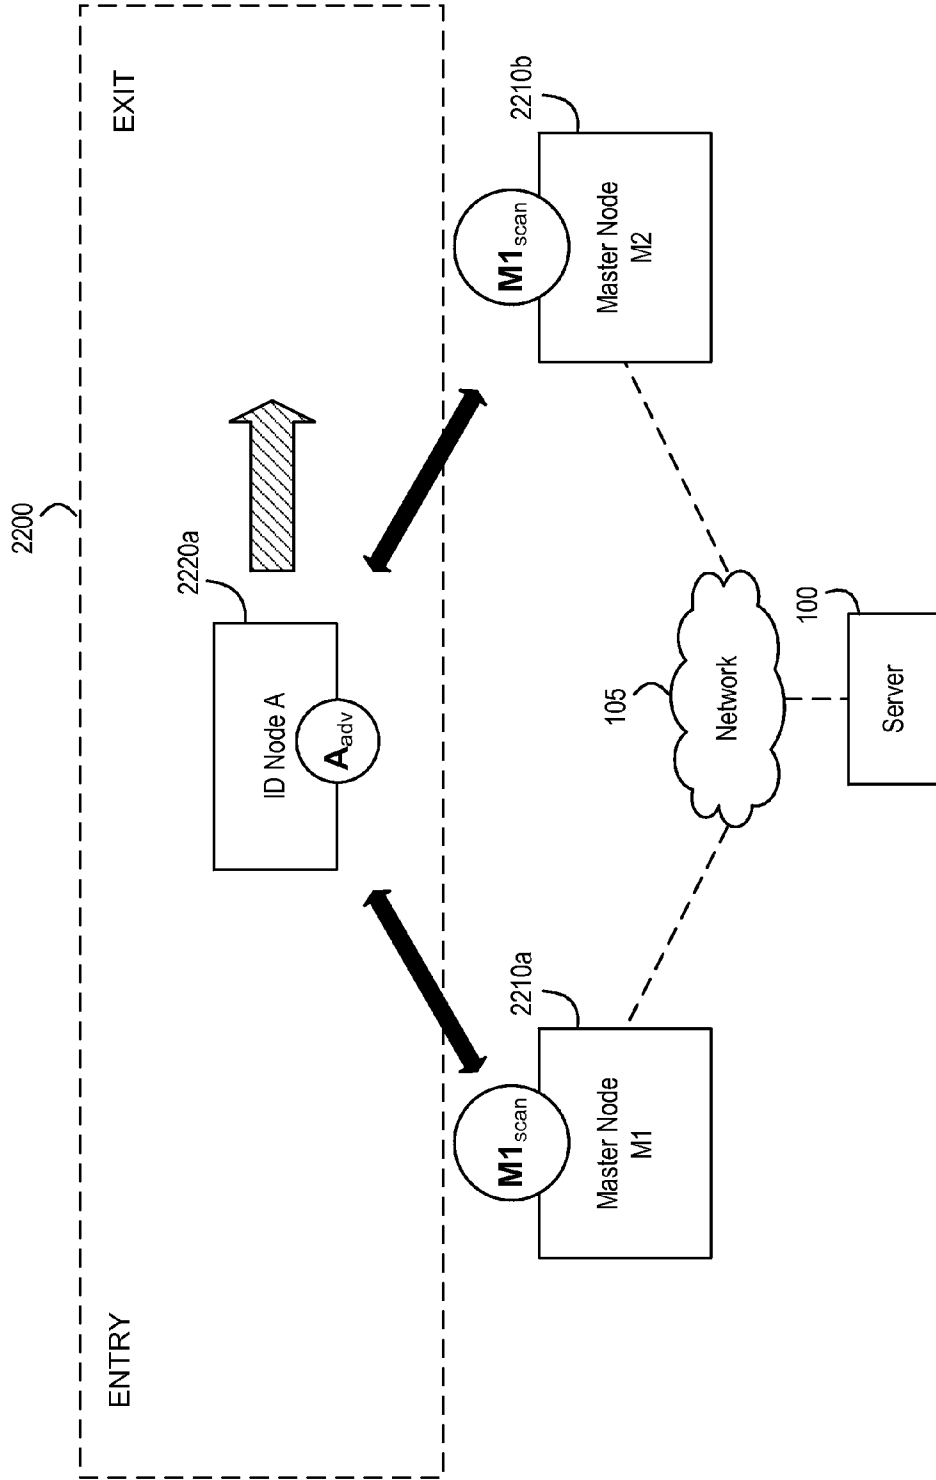 2200
ENTRY
EXIT
2220a
ID Node A
Aadv
M1scan
2210a
Master Node
M1
M1scan
2210b
Master Node
M2
105
Network
100
Server